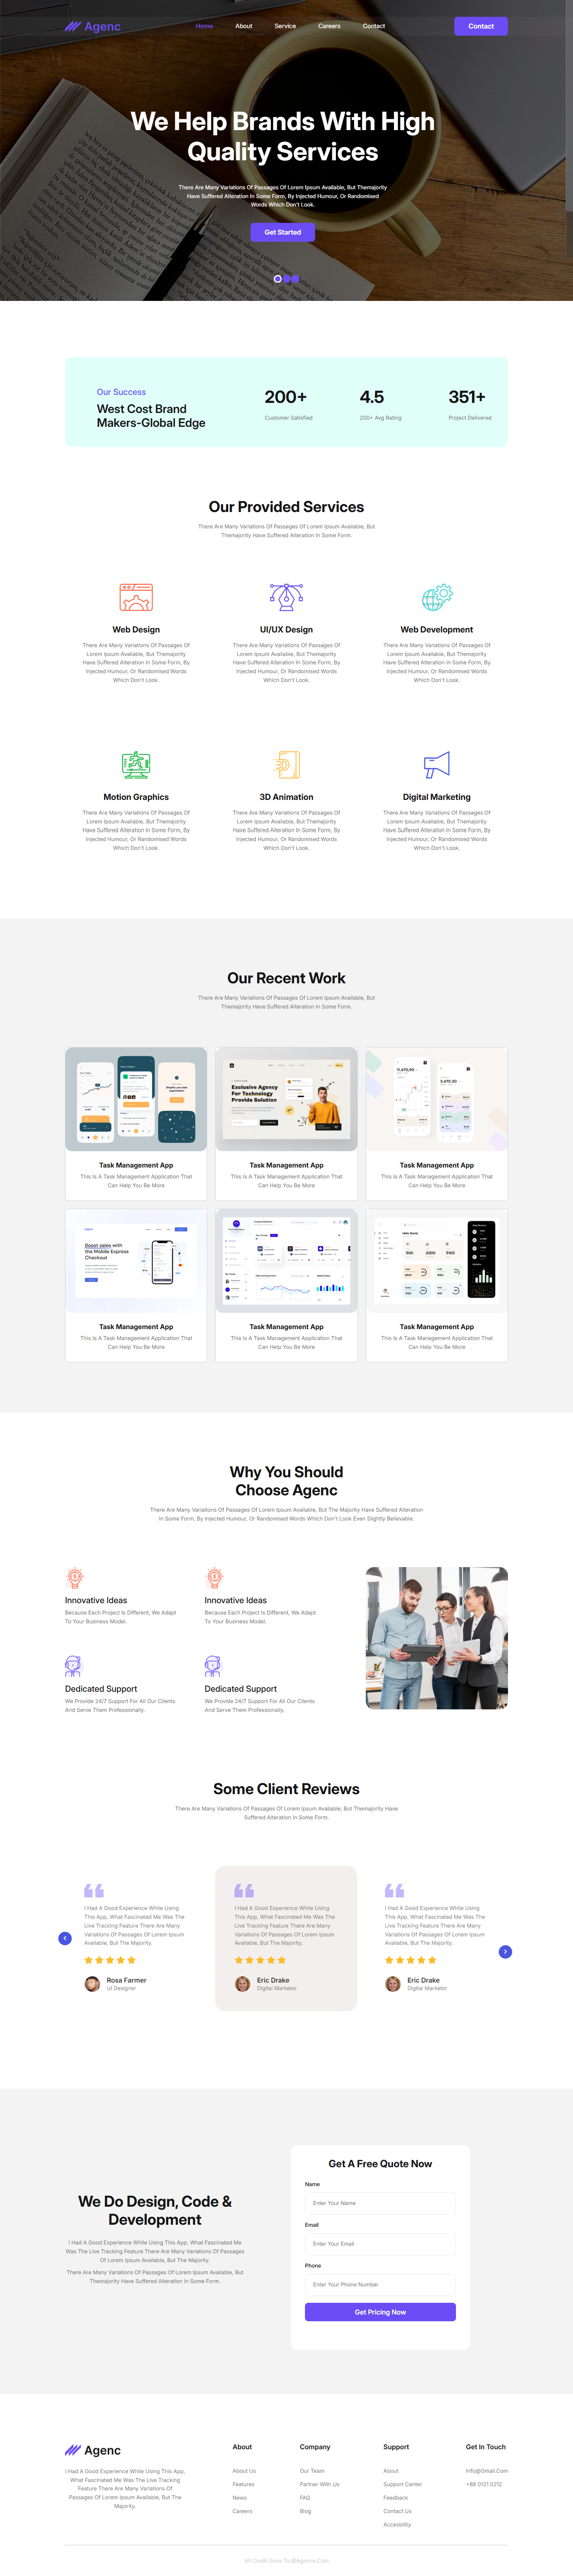 Agenc
Home About Service Careers Contact
Contact
We Help Brands With High
Quality Services
There Are Many Variations Of Passages Of Lorem Ipsum Available, But Themajority
Have Suffered Alteration In Some Form, By Injected Humour, Or Randomised
Words Which Don't Look.
Get Started
Our Success
West Cost Brand
Makers-Global Edge
200+
Customer Satisfied
4.5
200+ Avg Rating
351+
Project Delivered
Our Provided Services
There Are Many Variations Of Passages Of Lorem Ipsum Available, But
Themajority Have Suffered Alteration In Some Form.
Web Design
There Are Many Variations Of Passages Of
Lorem Ipsum Available, But Themajority
Have Suffered Alteration In Some Form, By
Injected Humour, Or Randomised Words
Which Don't Look.
UI/UX Design
There Are Many Variations Of Passages Of
Lorem Ipsum Available, But Themajority
Have Suffered Alteration In Some Form, By
Injected Humour, Or Randomised Words
Which Don't Look.
Web Development
There Are Many Variations Of Passages Of
Lorem Ipsum Available, But Themajority
Have Suffered Alteration In Some Form, By
Injected Humour, Or Randomised Words
Which Don't Look.
Motion Graphics
There Are Many Variations Of Passages Of
Lorem Ipsum Available, But Themajority
Have Suffered Alteration In Some Form, By
Injected Humour, Or Randomised Words
Which Don't Look.
3D Animation
There Are Many Variations Of Passages Of
Lorem Ipsum Available, But Themajority
Have Suffered Alteration In Some Form, By
Injected Humour, Or Randomised Words
Which Don't Look.
Digital Marketing
There Are Many Variations Of Passages Of
Lorem Ipsum Available, But Themajority
Have Suffered Alteration In Some Form, By
Injected Humour, Or Randomised Words
Which Don't Look.
Our Recent Work
There Are Many Variations Of Passages Of Lorem Ipsum Available, But
Themajority Have Suffered Alteration In Some Form.
Task Management App
This Is A Task Management Application That
Can Help You Be More
Exclusive Agency
For Technology
Provide Solution
Task Management App
This Is A Task Management Application That
Can Help You Be More
Task Management App
This Is A Task Management Application That
Can Help You Be More
Boost sales with
the Mobile Express
Checkout
Task Management App
This Is A Task Management Application That
Can Help You Be More
Task Management App
This Is A Task Management Application That
Can Help You Be More
500 2000 5100
Task Management App
This Is A Task Management Application That
Can Help You Be More
Why You Should
Choose Agenc
There Are Many Variations Of Passages Of Lorem Ipsum Available, But The Majority Have Suffered Alteration
In Some Form, By Injected Humour, Or Randomised Words Which Don't Look Even Slightly Believable.
Innovative Ideas
Because Each Project Is Different, We Adapt
To Your Business Model.
Innovative Ideas
Because Each Project Is Different, We Adapt
To Your Business Model.
Dedicated Support
We Provide 24/7 Support For All Our Clients
And Serve Them Professionally.
Dedicated Support
We Provide 24/7 Support For All Our Clients
And Serve Them Professionally.
Some Client Reviews
There Are Many Variations Of Passages Of Lorem Ipsum Available, But Themajority Have
Suffered Alteration In Some Form.
I Had A Good Experience While Using
This App, What Fascinated Me Was The
Live Tracking Feature There Are Many
Variations Of Passages Of Lorem Ipsum
Available, But The Majority.
Rosa Farmer
UI Designer
I Had A Good Experience While Using
This App, What Fascinated Me Was The
Live Tracking Feature There Are Many
Variations Of Passages Of Lorem Ipsum
Available, But The Majority.
Eric Drake
Digital Marketor
I Had A Good Experience While Using
This App, What Fascinated Me Was The
Live Tracking Feature There Are Many
Variations Of Passages Of Lorem Ipsum
Available, But The Majority.
Eric Drake
Digital Marketor
We Do Design, Code &
Development
I Had A Good Experience While Using This App, What Fascinated Me
Was The Live Tracking Feature There Are Many Variations Of Passages
Of Lorem Ipsum Available, But The Majority.
There Are Many Variations Of Passages Of Lorem Ipsum Available, But
Themajority Have Suffered Alteration In Some Form.
Get A Free Quote Now
Name
Enter Your Name
Email
Enter Your Email
Phone
Enter Your Phone Number
Get Pricing Now
Agenc
I Had A Good Experience While Using This App,
What Fascinated Me Was The Live Tracking
Feature There Are Many Variations Of
Passages Of Lorem Ipsum Available, But The
Majority.
About
About Us
Features
News
Careers
Company
Our Team
Partner With Us
FAQ
Blog
Support
About
Support Center
Feedback
Contact Us
Accesbility
Get In Touch
Info@Gmail.Com
+88 0121 0212
All Credit Goes To @Agence.Com